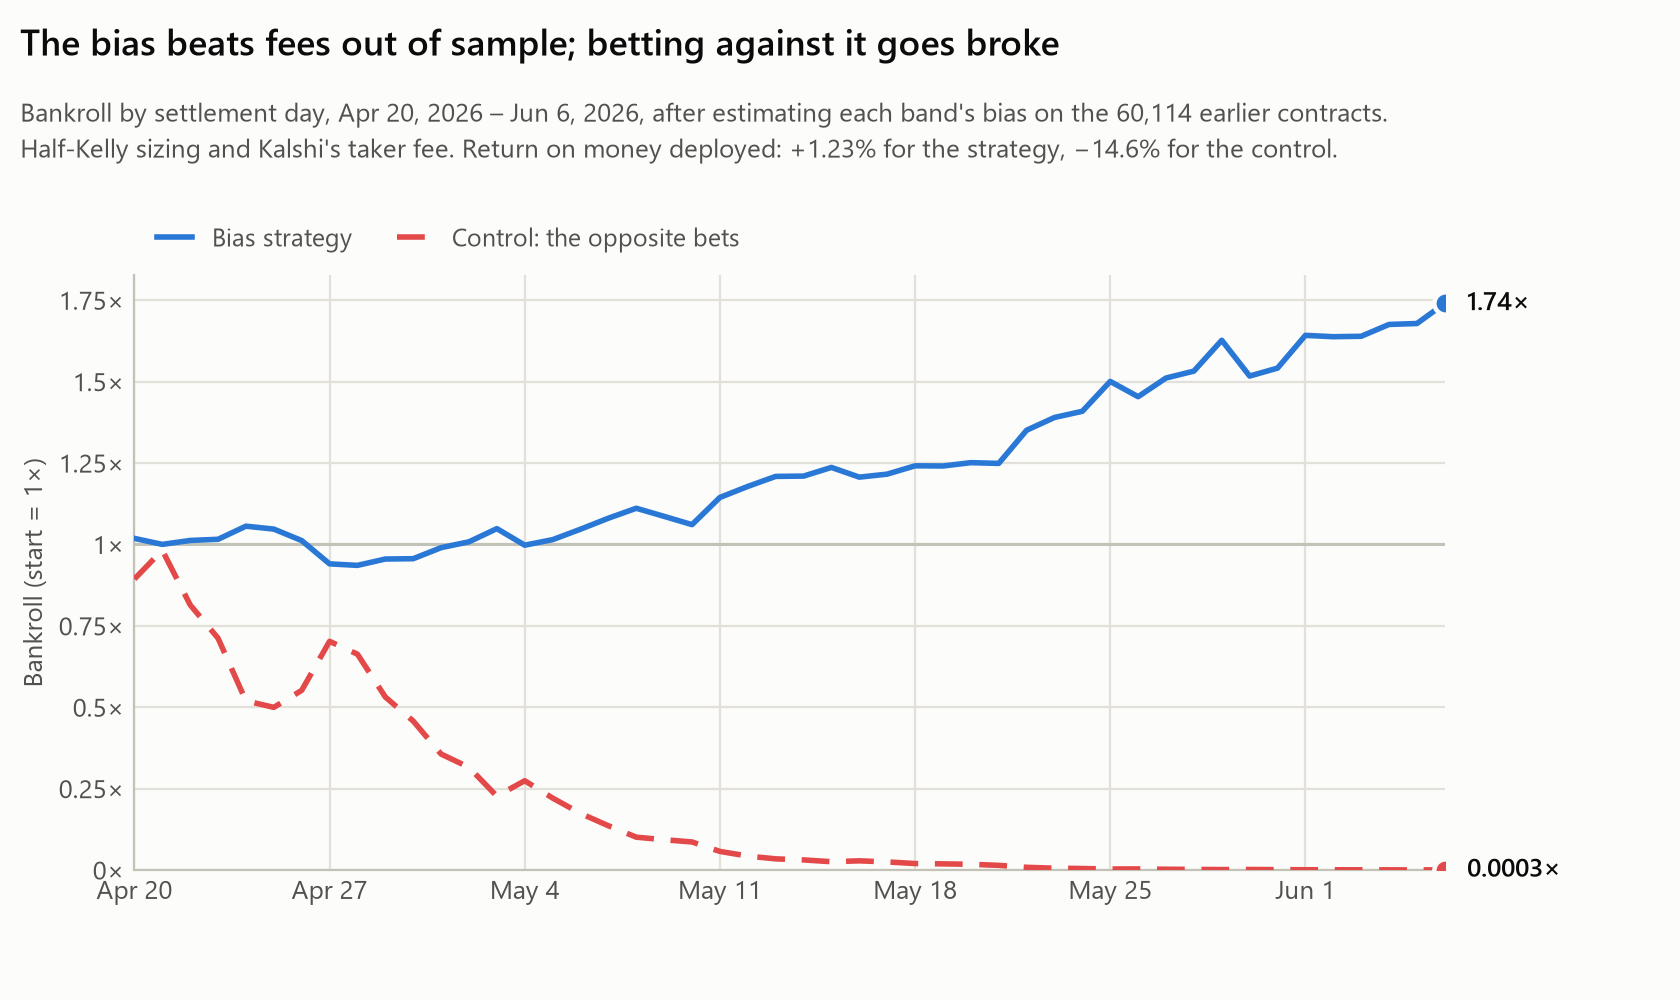 The bias beats fees out of sample; betting against it goes broke
Bankroll by settlement day, Apr 20, 2026 – Jun 6, 2026, after estimating each band's bias on the 60,114 earlier contracts.
Half-Kelly sizing and Kalshi's taker fee. Return on money deployed: +1.23% for the strategy, −14.6% for the control.
Bias strategy
Control: the opposite bets
Bankroll (start = 1×)
1.75×
1.5×
1.25×
1×
0.75×
0.5×
0.25×
0×
1.74×
0.0003×
Apr 20
Apr 27
May 4
May 11
May 18
May 25
Jun 1